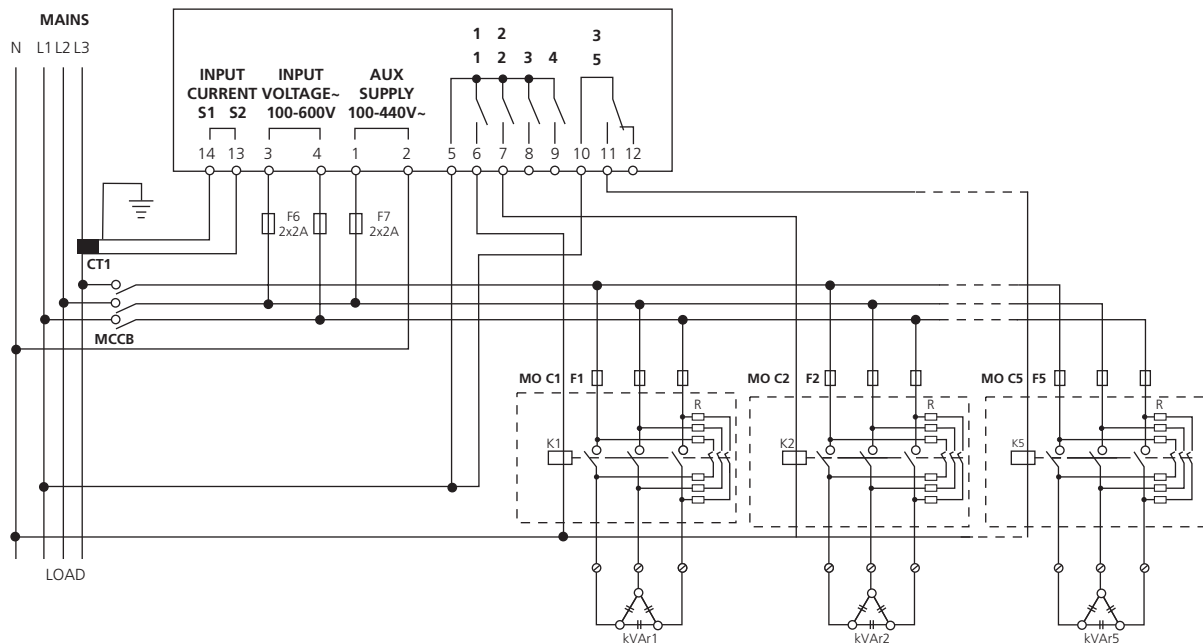 MAINS
N L1 L2 L3
1 2
1 2 3 4
3
5
INPUT CURRENT
S1 S2
INPUT VOLTAGE~
100-600V
AUX SUPPLY
100-440V~
14 13 3 4 1 2 5 6 7 8 9 10 11 12
F6
2x2A
F7
2x2A
CT1
MCCB
MO C1 F1
MO C2 F2
MO C5 F5
R
R
R
K1
K2
K5
LOAD
kVAr1
kVAr2
kVAr5